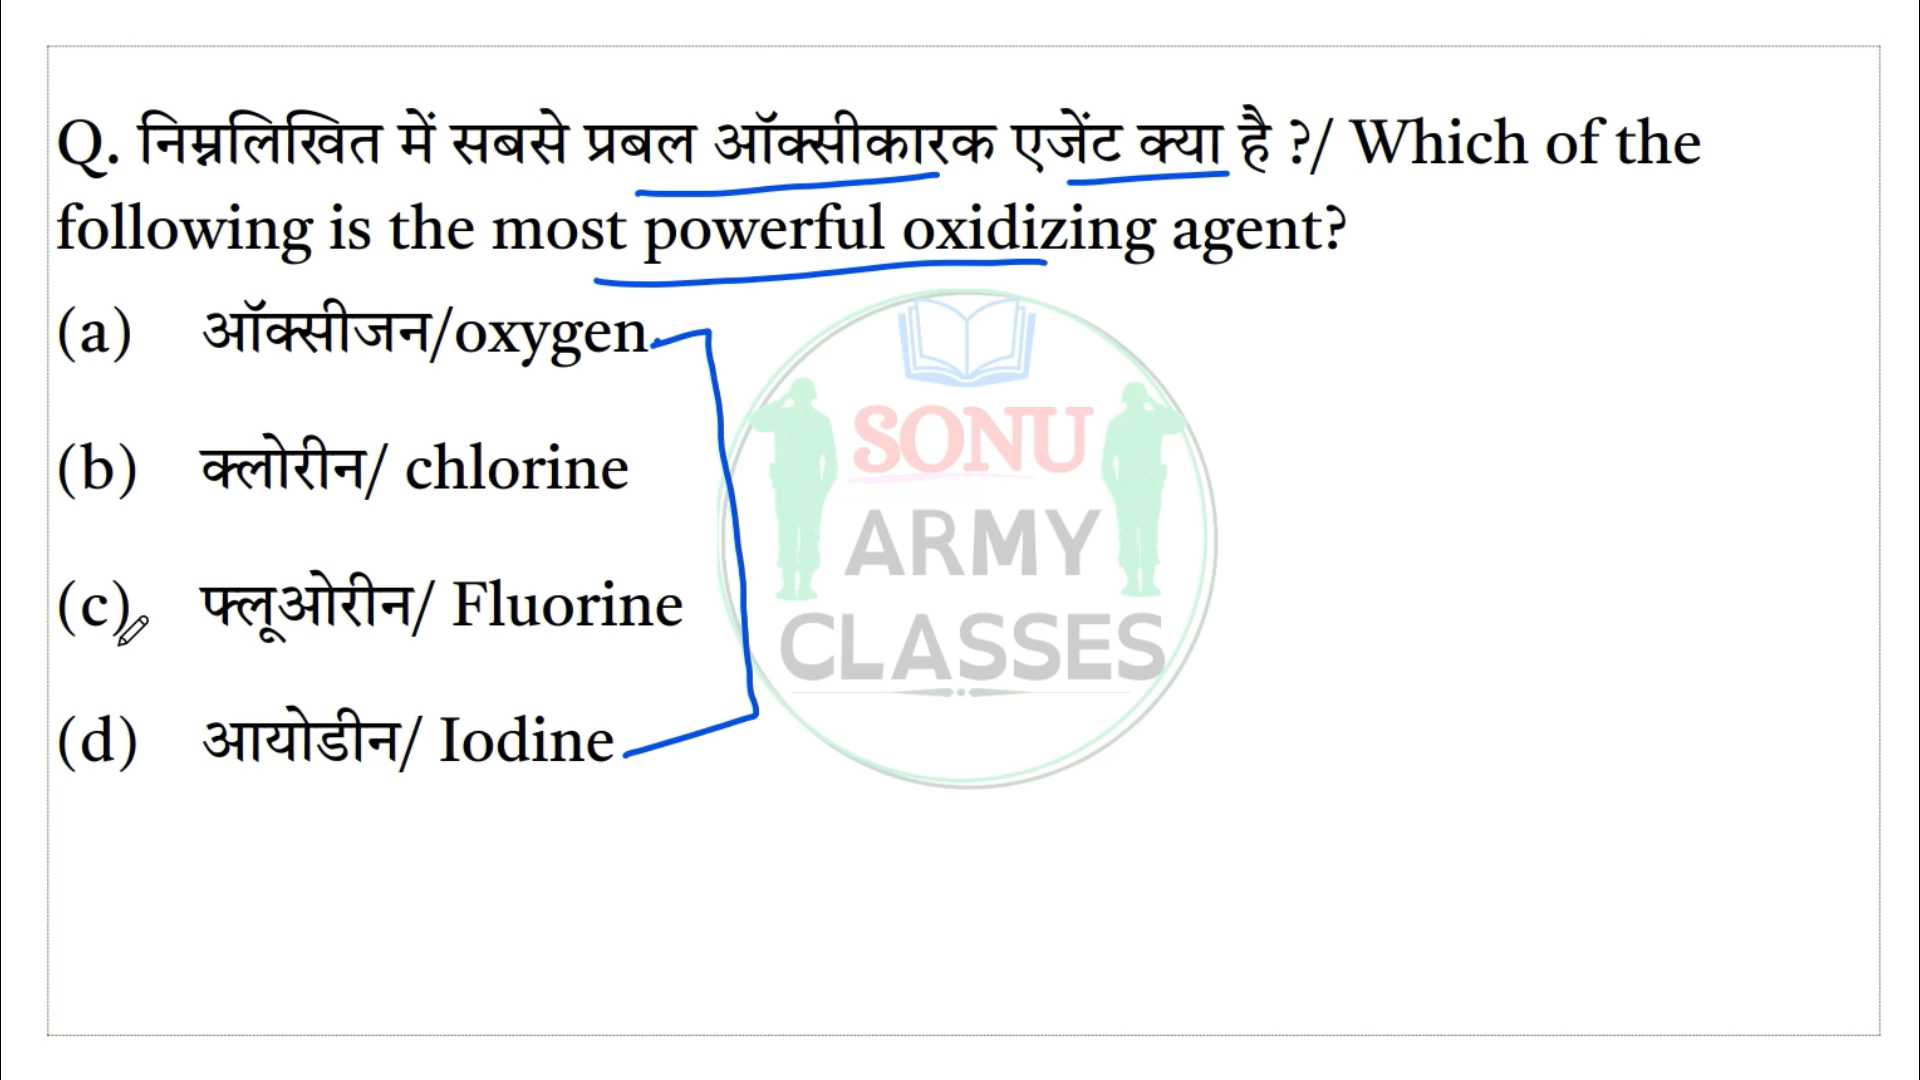 Q. निम्नलिखित में सबसे प्रबल ऑक्सीकारक एजेंट क्या है ?/ Which of the
following is the most powerful oxidizing agent?
(a) ऑक्सीजन/oxygen
(b) क्लोरीन/ chlorine
(c) फ्लूओरीन/ Fluorine
(d) आयोडीन/ Iodine
SONU
ARMY
CLASSES